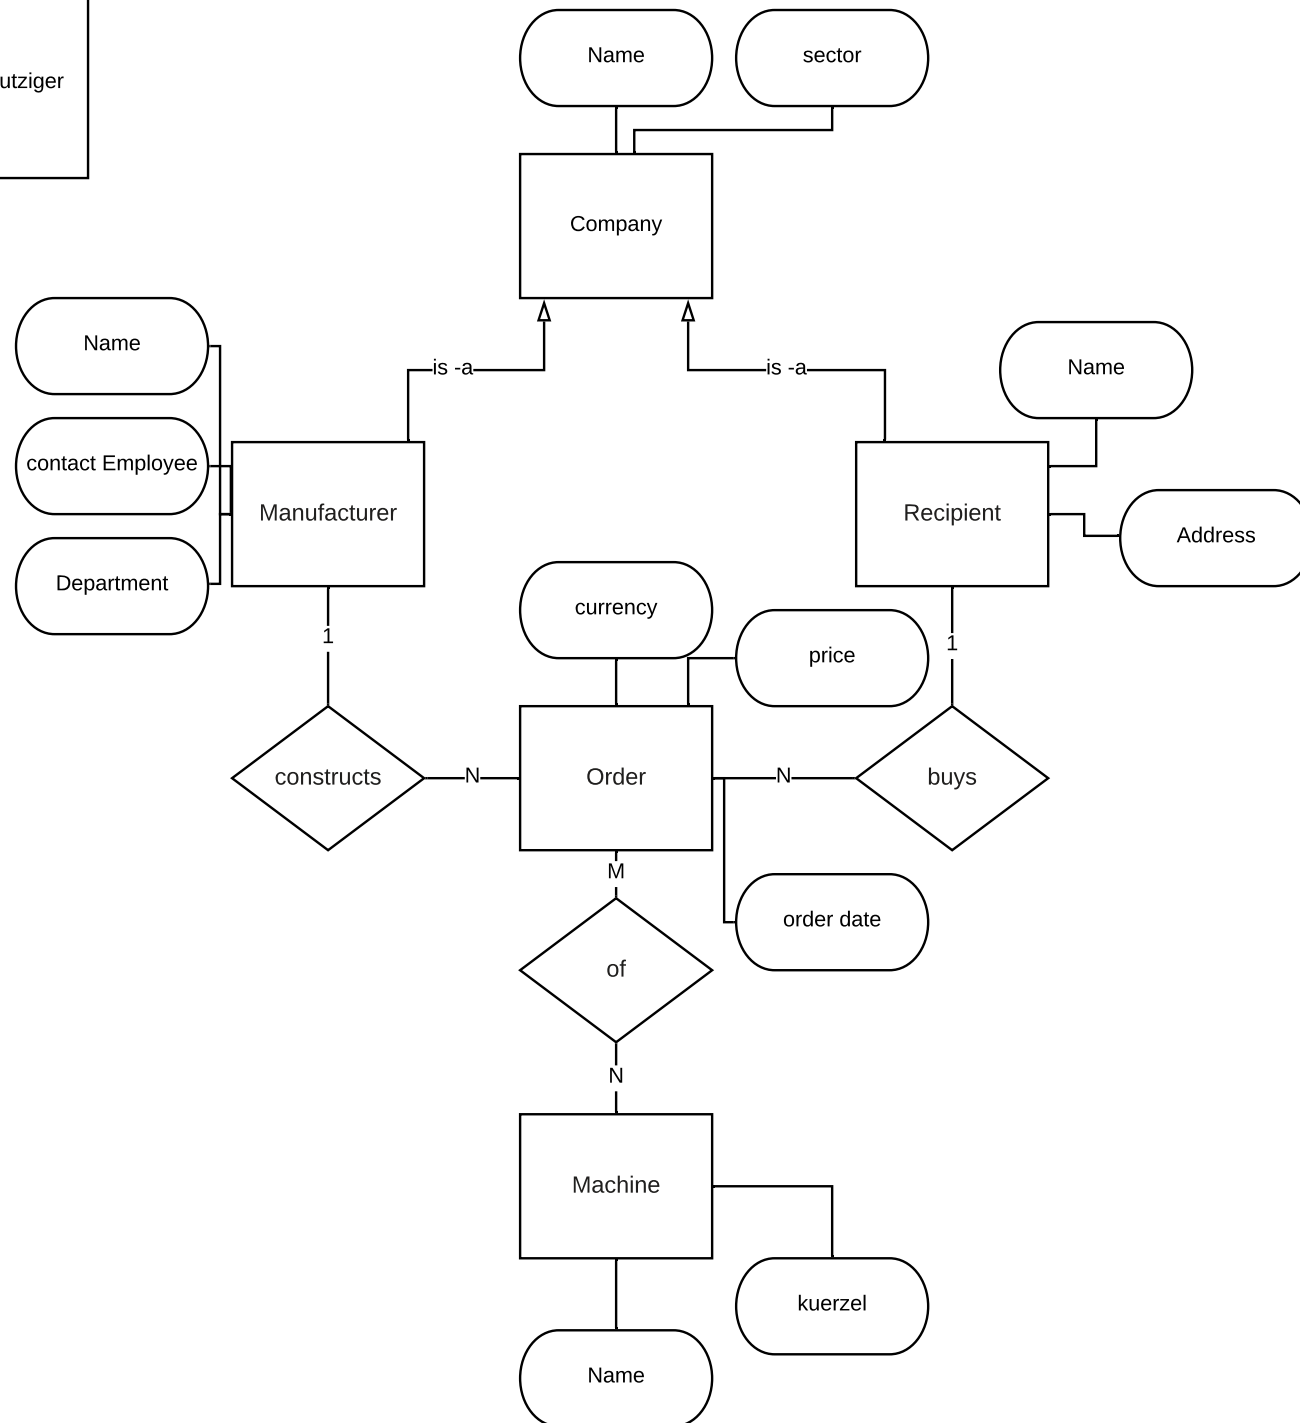 Name
sector
utziger
Company
Name
is -a
is -a
Name
contact Employee
Manufacturer
Recipient
Address
Department
currency
1
1
price
constructs
N
Order
N
buys
M
order date
of
N
Machine
kuerzel
Name